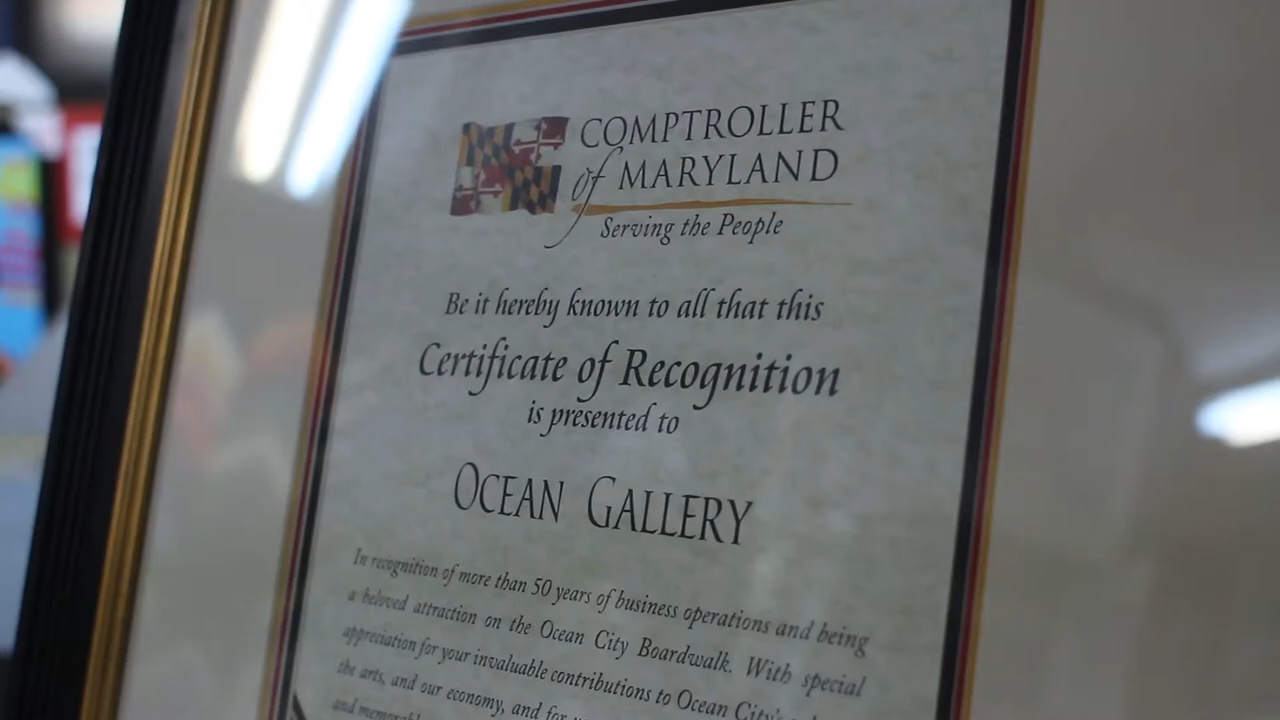 COMPTROLLER
of MARYLAND
Serving the People
Be it hereby known to all that this
Certificate of Recognition
is presented to
OCEAN GALLERY
In recognition of more than 50 years of business operations and being
a beloved attraction on the Ocean City Boardwalk. With special
appreciation for your invaluable contributions to Ocean City's
the arts, and our economy, and for
and